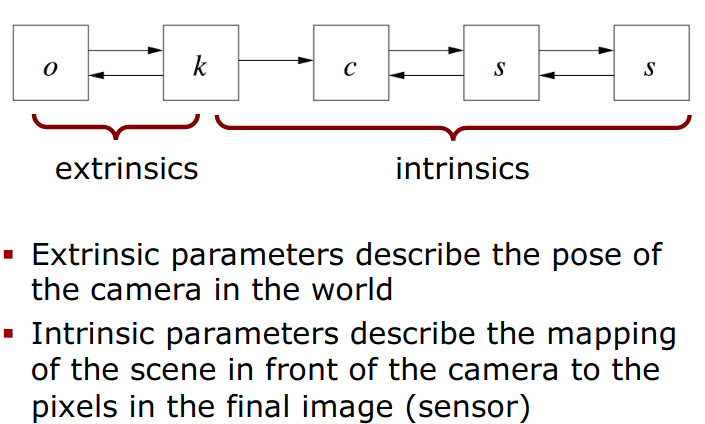 o k c s s
extrinsics intrinsics
▪ Extrinsic parameters describe the pose of
the camera in the world
▪ Intrinsic parameters describe the mapping
of the scene in front of the camera to the
pixels in the final image (sensor)